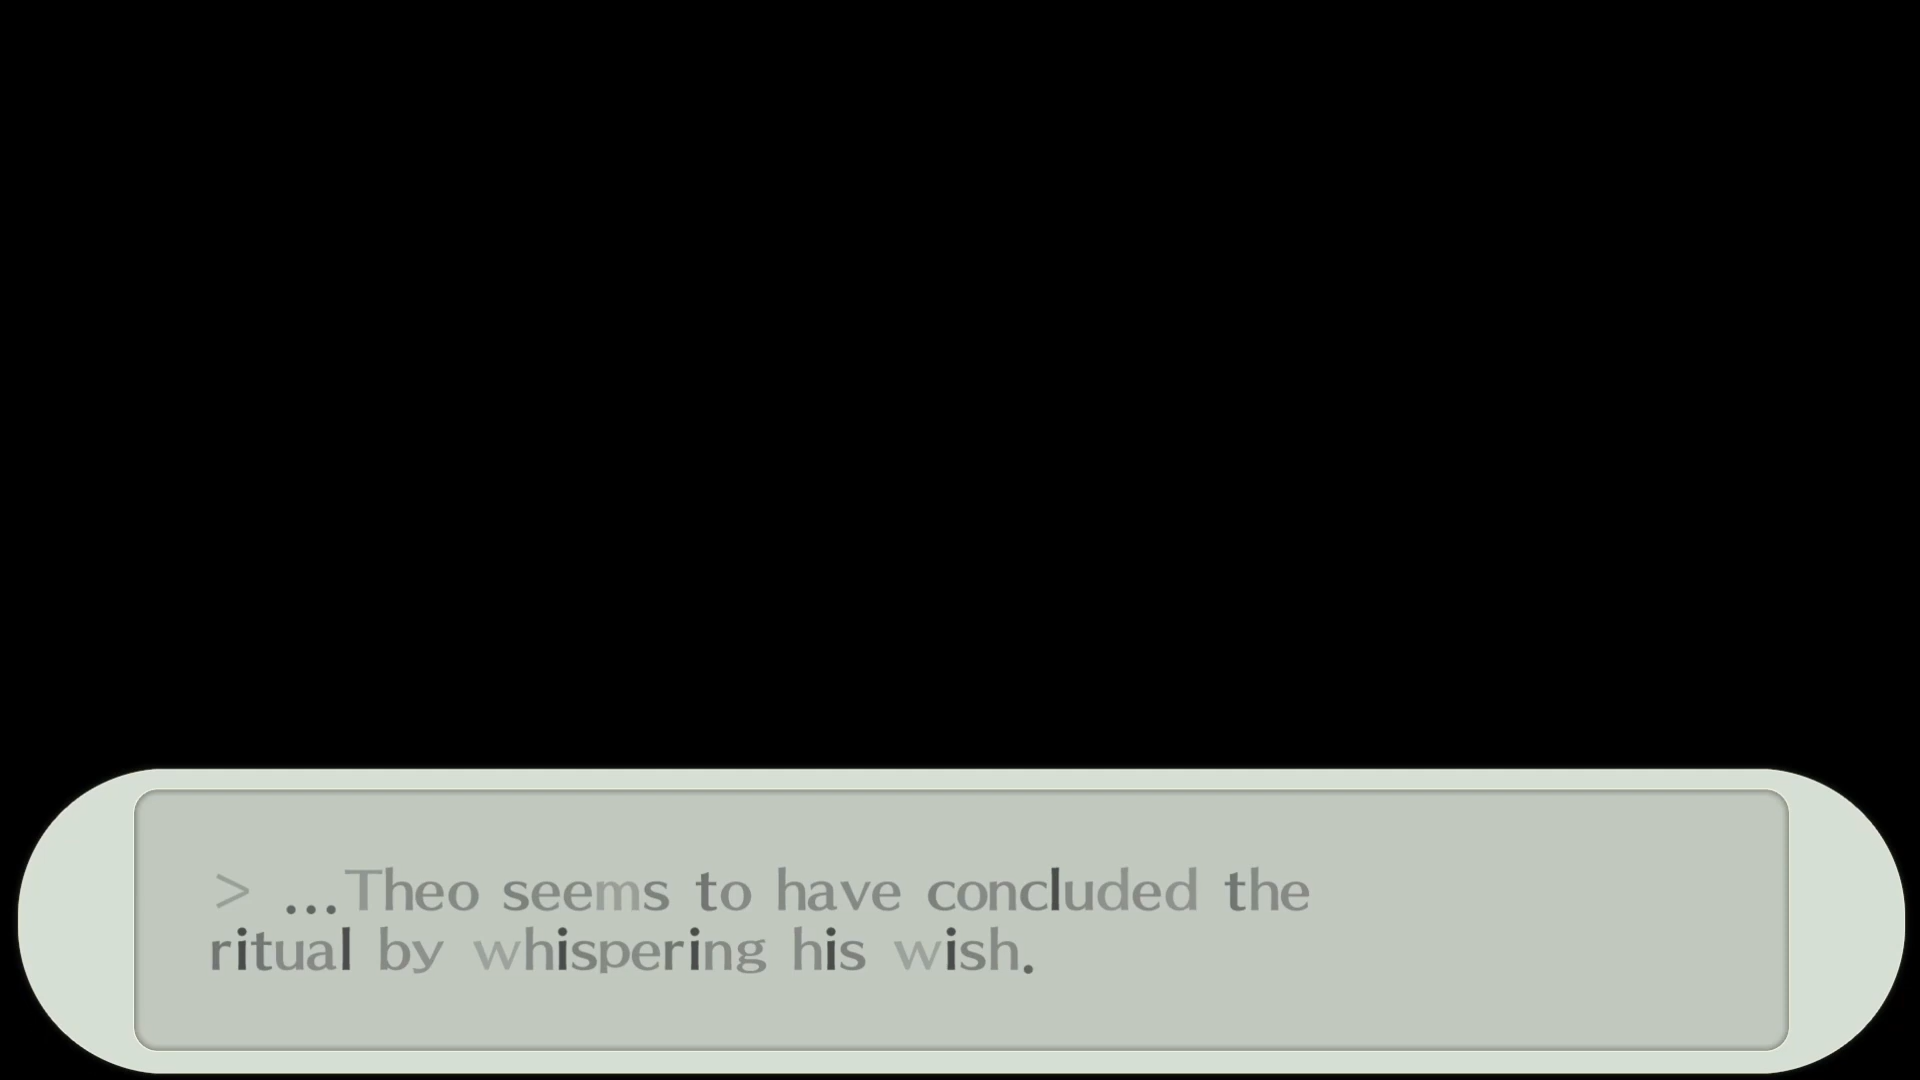 > ...Theo seems to have concluded the
ritual by whispering his wish.